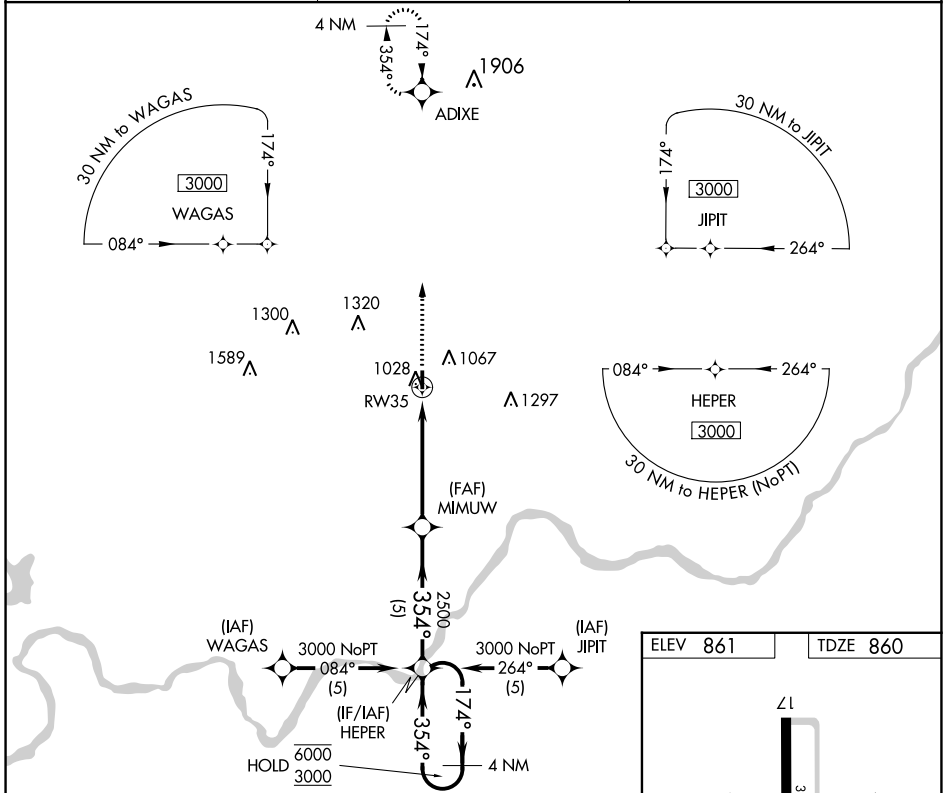 4 NM
174°
354°
1906
ADIXE
30 NM to WAGAS
174°
3000
WAGAS
084°
30 NM to JIPIT
174°
3000
JIPIT
264°
1300
1320
1589
1028
1067
RW35
1297
084°
264°
HEPER
3000
30 NM to HEPER (NoPT)
(FAF)
MIMUW
2500
354°
(5)
(IAF)
WAGAS
3000 NoPT
084°
(5)
3000 NoPT
264°
(5)
(IAF)
JIPIT
(IF/IAF)
HEPER
354°
174°
HOLD
6000
3000
4 NM
ELEV 861
TDZE 860
17
3